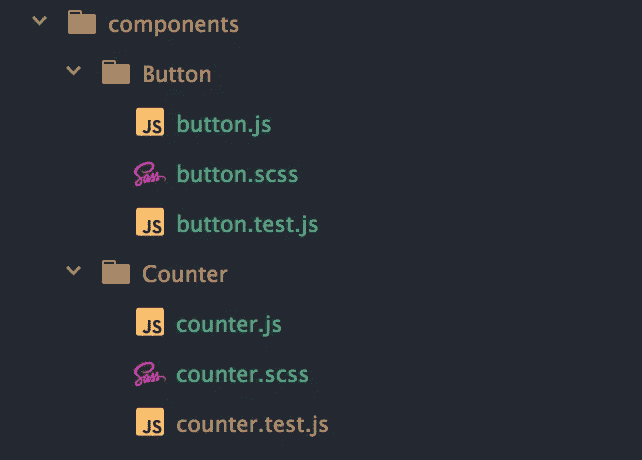 components
Button
JS button.js
Sass button.scss
JS button.test.js
Counter
JS counter.js
Sass counter.scss
JS counter.test.js